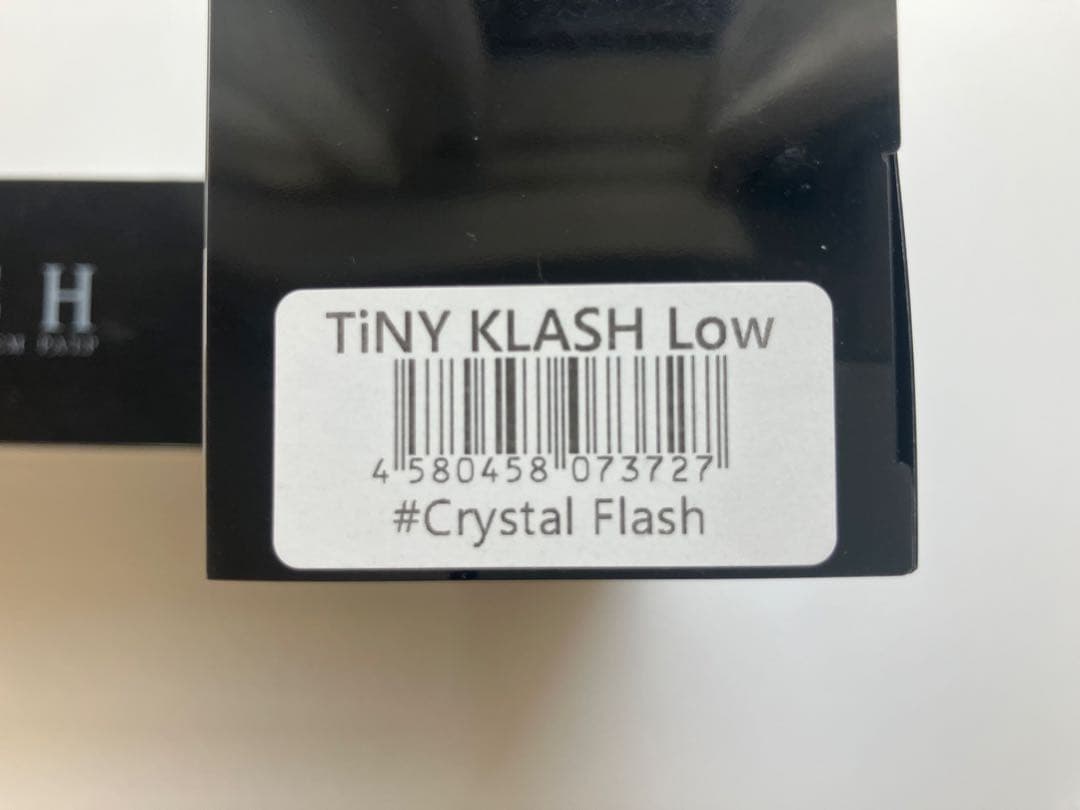 H
TiNY KLASH Low
4 580458 073727
#Crystal Flash